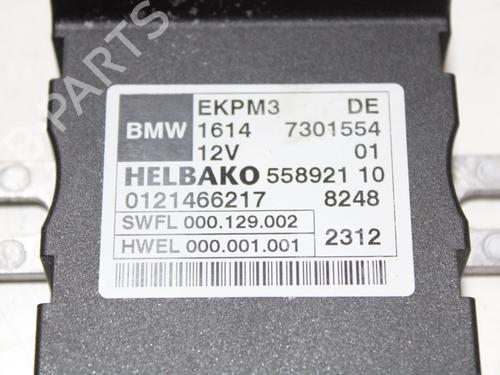 BMW
EKPM3 DE
1614 7301554
12V 01
HELBAKO 558921 10
0121466217 8248
SWFL 000.129.002
HWEL 000.001.001
2312
B-Parts